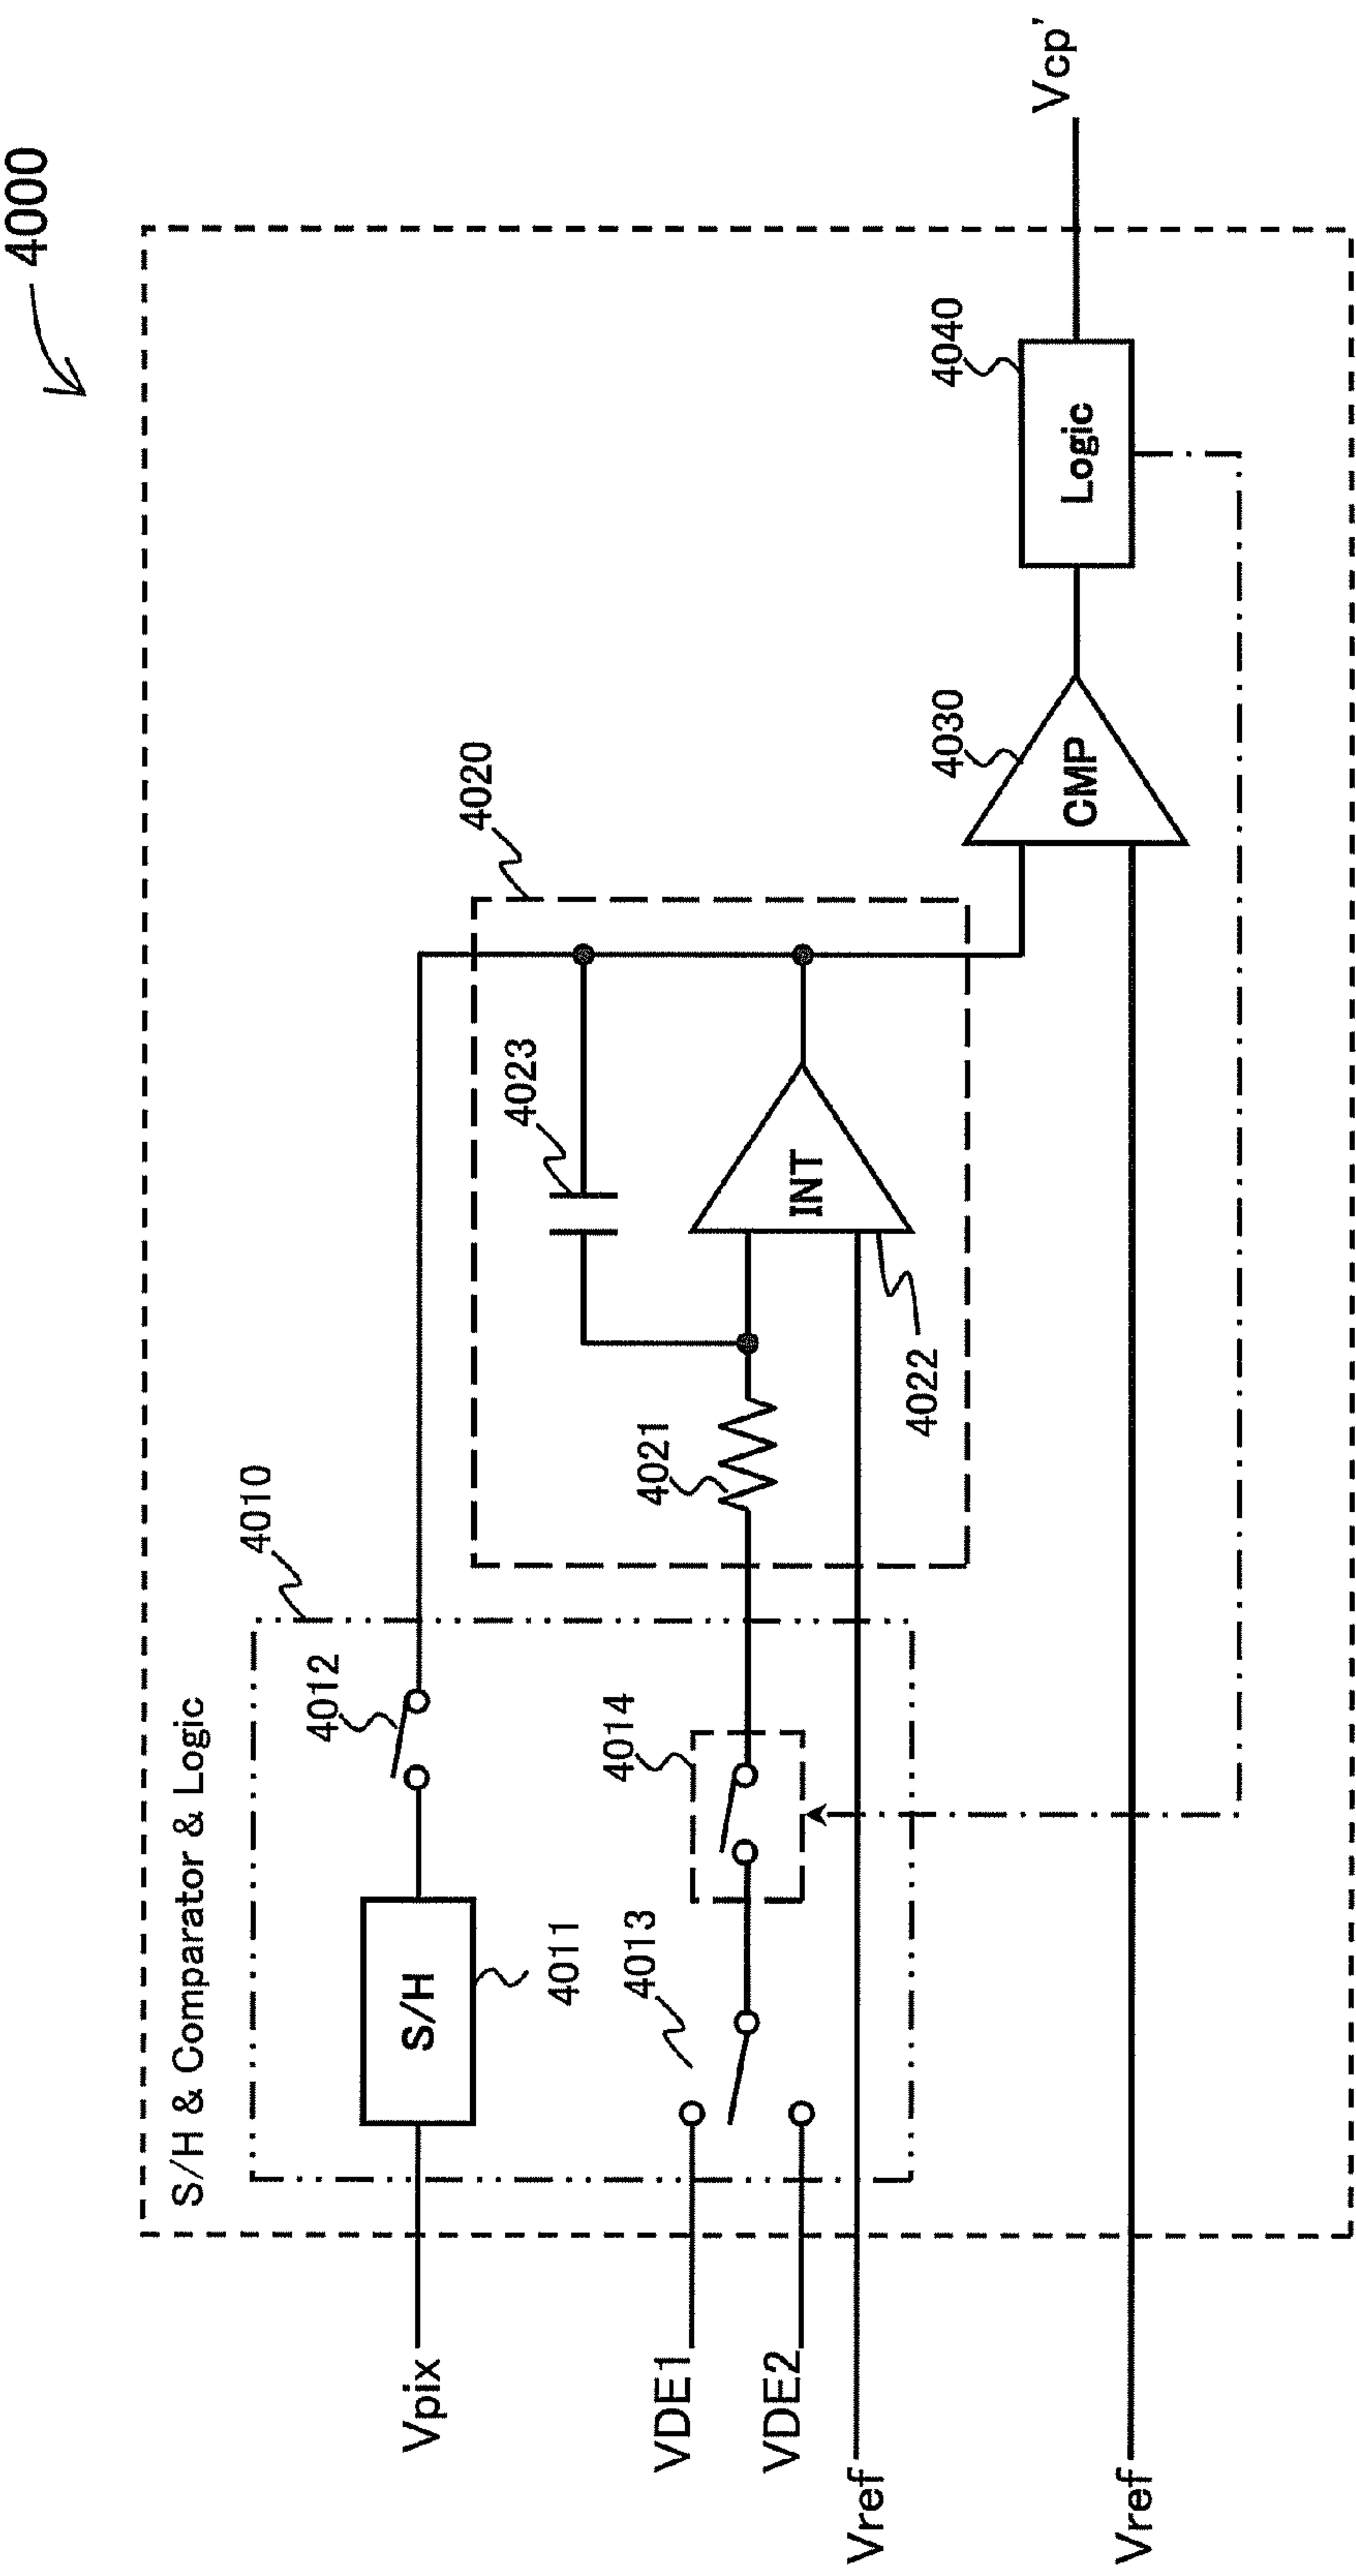 4000
S/H & Comparator & Logic
4010
4012
Vpix
S/H
4011
4020
4023
4014
4013
4021
VDE1
INT
VDE2
4022
Vref
4030
4040
CMP
Logic
Vcp'
Vref